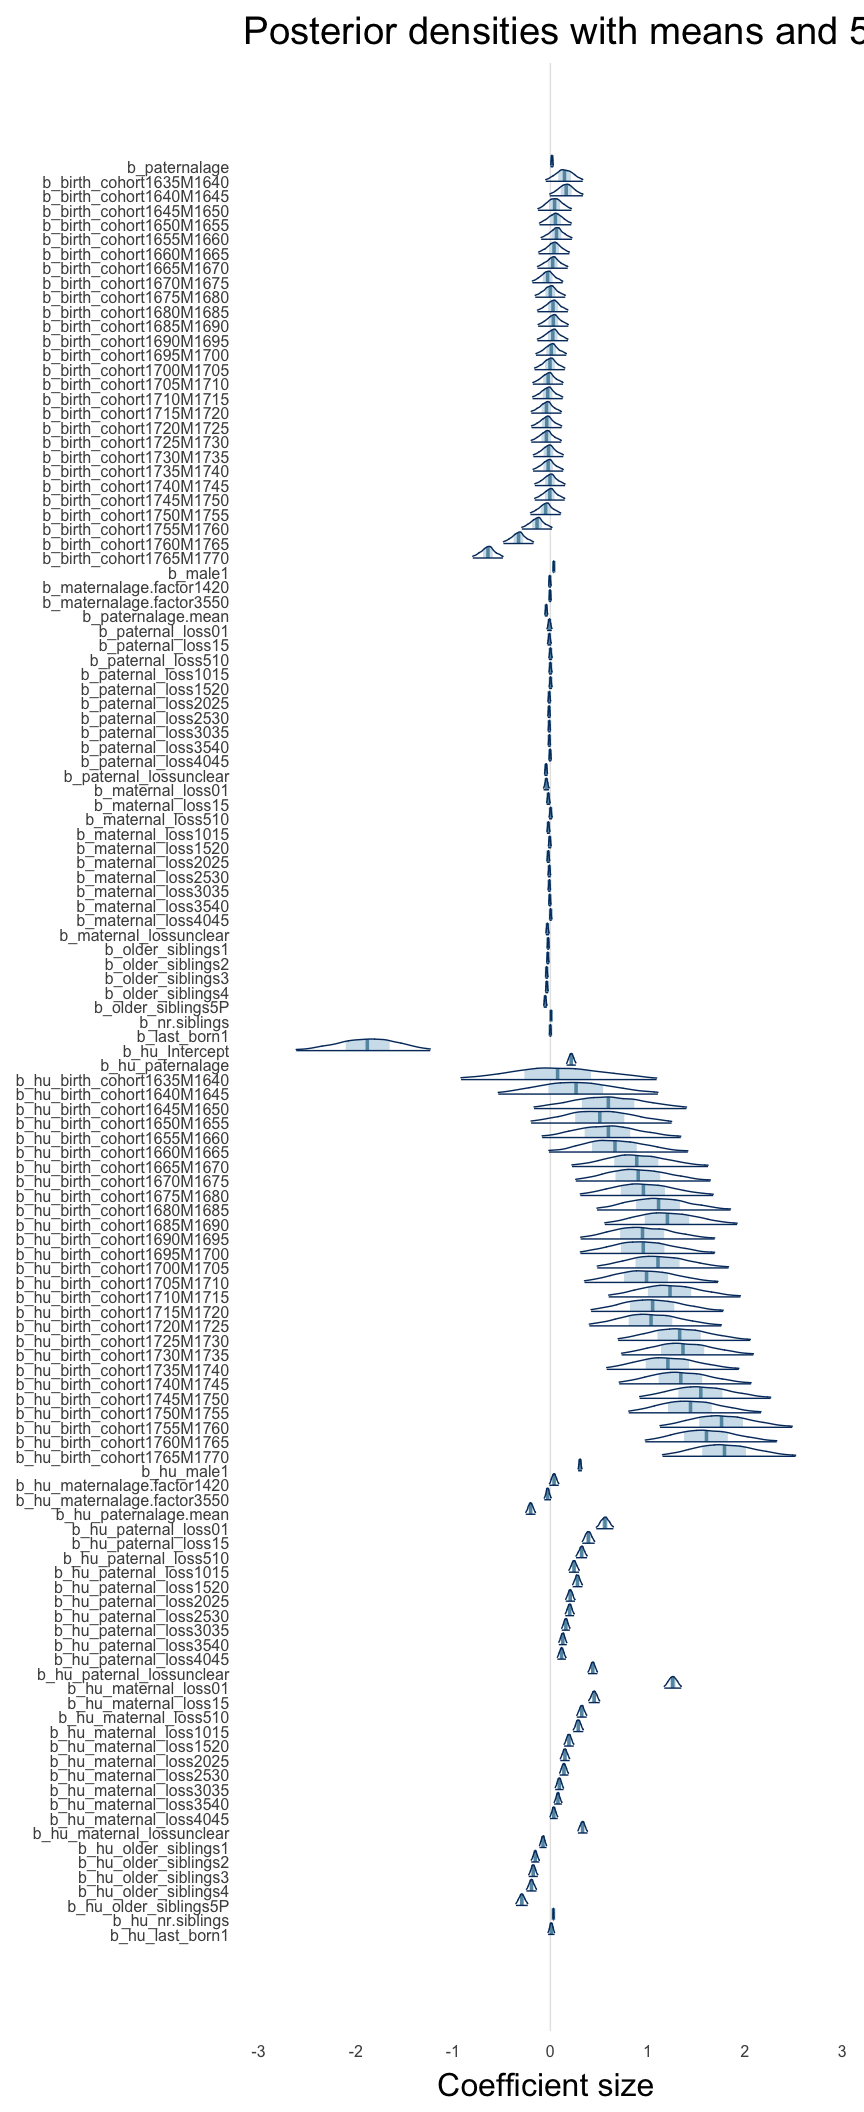 Posterior densities with means and 5
b_paternalage
b_birth_cohort1635M1640
b_birth_cohort1640M1645
b_birth_cohort1645M1650
b_birth_cohort1650M1655
b_birth_cohort1655M1660
b_birth_cohort1660M1665
b_birth_cohort1665M1670
b_birth_cohort1670M1675
b_birth_cohort1675M1680
b_birth_cohort1680M1685
b_birth_cohort1685M1690
b_birth_cohort1690M1695
b_birth_cohort1695M1700
b_birth_cohort1700M1705
b_birth_cohort1705M1710
b_birth_cohort1710M1715
b_birth_cohort1715M1720
b_birth_cohort1720M1725
b_birth_cohort1725M1730
b_birth_cohort1730M1735
b_birth_cohort1735M1740
b_birth_cohort1740M1745
b_birth_cohort1745M1750
b_birth_cohort1750M1755
b_birth_cohort1755M1760
b_birth_cohort1760M1765
b_birth_cohort1765M1770
b_male1
b_maternalage.factor1420
b_maternalage.factor3550
b_paternalage.mean
b_paternal_loss01
b_paternal_loss15
b_paternal_loss510
b_paternal_loss1015
b_paternal_loss1520
b_paternal_loss2025
b_paternal_loss2530
b_paternal_loss3035
b_paternal_loss3540
b_paternal_loss4045
b_paternal_lossunclear
b_maternal_loss01
b_maternal_loss15
b_maternal_loss510
b_maternal_loss1015
b_maternal_loss1520
b_maternal_loss2025
b_maternal_loss2530
b_maternal_loss3035
b_maternal_loss3540
b_maternal_loss4045
b_maternal_lossunclear
b_older_siblings1
b_older_siblings2
b_older_siblings3
b_older_siblings4
b_older_siblings5P
b_nr.siblings
b_last_born1
b_hu_Intercept
b_hu_paternalage
b_hu_birth_cohort1635M1640
b_hu_birth_cohort1640M1645
b_hu_birth_cohort1645M1650
b_hu_birth_cohort1650M1655
b_hu_birth_cohort1655M1660
b_hu_birth_cohort1660M1665
b_hu_birth_cohort1665M1670
b_hu_birth_cohort1670M1675
b_hu_birth_cohort1675M1680
b_hu_birth_cohort1680M1685
b_hu_birth_cohort1685M1690
b_hu_birth_cohort1690M1695
b_hu_birth_cohort1695M1700
b_hu_birth_cohort1700M1705
b_hu_birth_cohort1705M1710
b_hu_birth_cohort1710M1715
b_hu_birth_cohort1715M1720
b_hu_birth_cohort1720M1725
b_hu_birth_cohort1725M1730
b_hu_birth_cohort1730M1735
b_hu_birth_cohort1735M1740
b_hu_birth_cohort1740M1745
b_hu_birth_cohort1745M1750
b_hu_birth_cohort1750M1755
b_hu_birth_cohort1755M1760
b_hu_birth_cohort1760M1765
b_hu_birth_cohort1765M1770
b_hu_male1
b_hu_maternalage.factor1420
b_hu_maternalage.factor3550
b_hu_paternalage.mean
b_hu_paternal_loss01
b_hu_paternal_loss15
b_hu_paternal_loss510
b_hu_paternal_loss1015
b_hu_paternal_loss1520
b_hu_paternal_loss2025
b_hu_paternal_loss2530
b_hu_paternal_loss3035
b_hu_paternal_loss3540
b_hu_paternal_loss4045
b_hu_paternal_lossunclear
b_hu_maternal_loss01
b_hu_maternal_loss15
b_hu_maternal_loss510
b_hu_maternal_loss1015
b_hu_maternal_loss1520
b_hu_maternal_loss2025
b_hu_maternal_loss2530
b_hu_maternal_loss3035
b_hu_maternal_loss3540
b_hu_maternal_loss4045
b_hu_maternal_lossunclear
b_hu_older_siblings1
b_hu_older_siblings2
b_hu_older_siblings3
b_hu_older_siblings4
b_hu_older_siblings5P
b_hu_nr.siblings
b_hu_last_born1
-3 -2 -1 0 1 2 3
Coefficient size